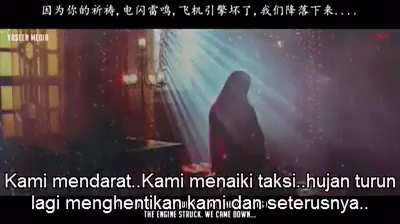 因为你的祈祷,电闪雷鸣,飞机引擎坏了,我们降落下来....
YASEEN MEDIA
Kami mendarat..Kami menaiki taksi..hujan turun
lagi menghentikan kami dan seterusnya..
THE ENGINE STRUCK. WE CAME DOWN...